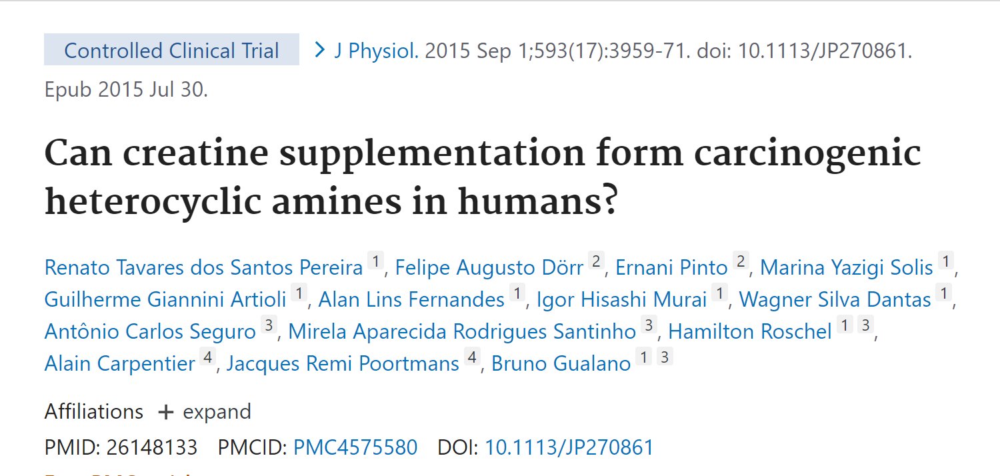 Controlled Clinical Trial > J Physiol. 2015 Sep 1;593(17):3959-71. doi: 10.1113/JP270861.
Epub 2015 Jul 30.
Can creatine supplementation form carcinogenic
heterocyclic amines in humans?
Renato Tavares dos Santos Pereira 1, Felipe Augusto Dörr 2, Ernani Pinto 2, Marina Yazigi Solis 1,
Guilherme Giannini Artioli 1, Alan Lins Fernandes 1, Igor Hisashi Murai 1, Wagner Silva Dantas 1,
Antônio Carlos Seguro 3, Mirela Aparecida Rodrigues Santinho 3, Hamilton Roschel 1 3,
Alain Carpentier 4, Jacques Remi Poortmans 4, Bruno Gualano 1 3
Affiliations + expand
PMID: 26148133 PMCID: PMC4575580 DOI: 10.1113/JP270861